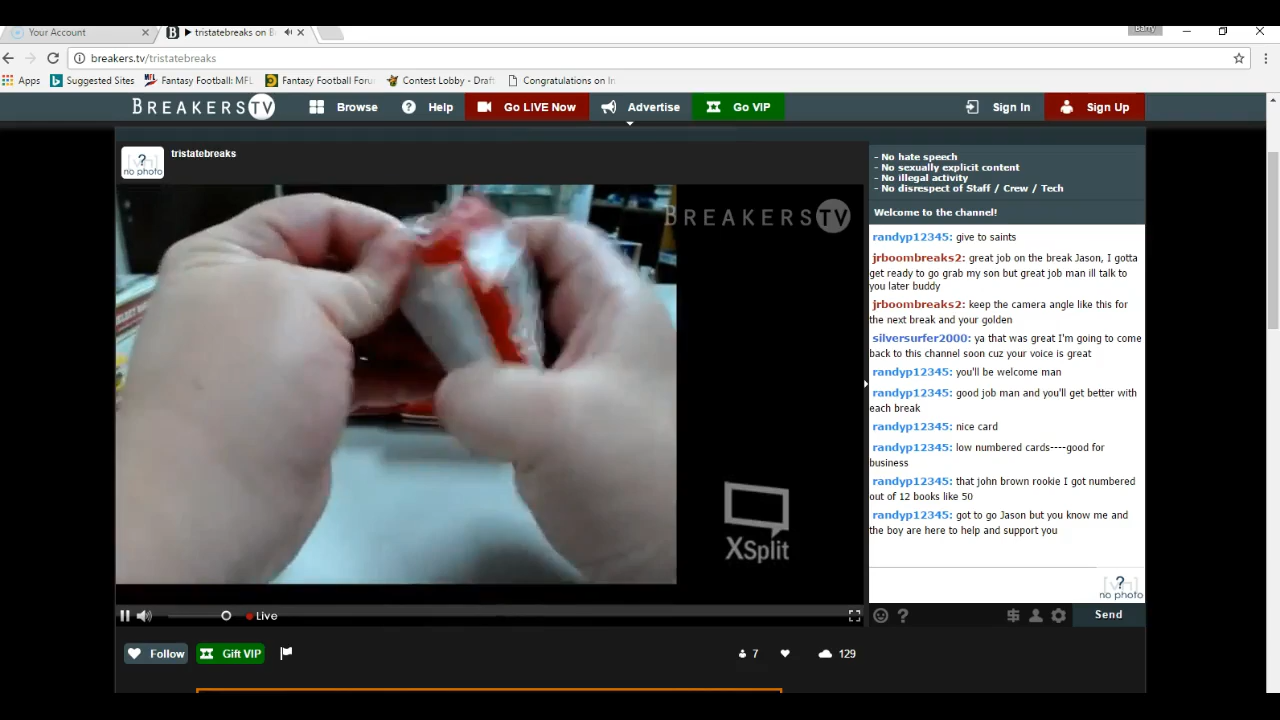 Your Account
tristatebreaks on B
Barry
breakers.tv/tristatebreaks
Apps
Suggested Sites
Fantasy Football: MFL
Fantasy Football Foru
Contest Lobby - Draft
Congratulations on In
BREAKERSTV
Browse
Help
Go LIVE Now
Advertise
Go VIP
Sign In
Sign Up
? no photo
tristatebreaks
BREAKERSTV
XSplit
- No hate speech
- No sexually explicit content
- No illegal activity
- No disrespect of Staff / Crew / Tech
Welcome to the channel!
randyp12345: give to saints
jrboombreaks2: great job on the break Jason, I gotta
get ready to go grab my son but great job man ill talk to
you later buddy
jrboombreaks2: keep the camera angle like this for
the next break and your golden
silversurfer2000: ya that was great I'm going to come
back to this channel soon cuz your voice is great
randyp12345: you'll be welcome man
randyp12345: good job man and you'll get better with
each break
randyp12345: nice card
randyp12345: low numbered cards----good for
business
randyp12345: that john brown rookie I got numbered
out of 12 books like 50
randyp12345: got to go Jason but you know me and
the boy are here to help and support you
? no photo
Send
Live
Follow
Gift VIP
7
129